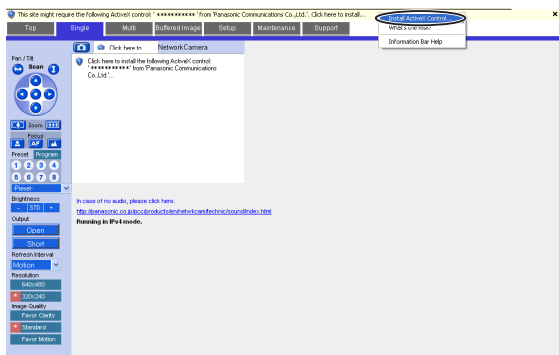 This site might require the following ActiveX control: ' *********** ' from 'Panasonic Communications Co.,Ltd.'. Click here to install...
Install ActiveX Control...
What's the Risk?
Information Bar Help
Top Single Multi Buffered Image Setup Maintenance Support
Click here to NetworkCamera
Click here to install the following ActiveX control: ' *********** ' from 'Panasonic Communications Co.,Ltd.'...
Pan / Tilt
Scan
Zoom
Focus
AF
Preset Program
1 2 3 4
5 6 7 8
-Preset-
Brightness
- STD +
Output
Open
Short
Refresh Interval
Motion
Resolution
640x480
* 320x240
Image Quality
Favor Clarity
* Standard
Favor Motion
In case of no audio, please click here.
http://panasonic.co.jp/pcc/products/en/netwkcam/technic/sound/index.html
Running in IPv4 mode.